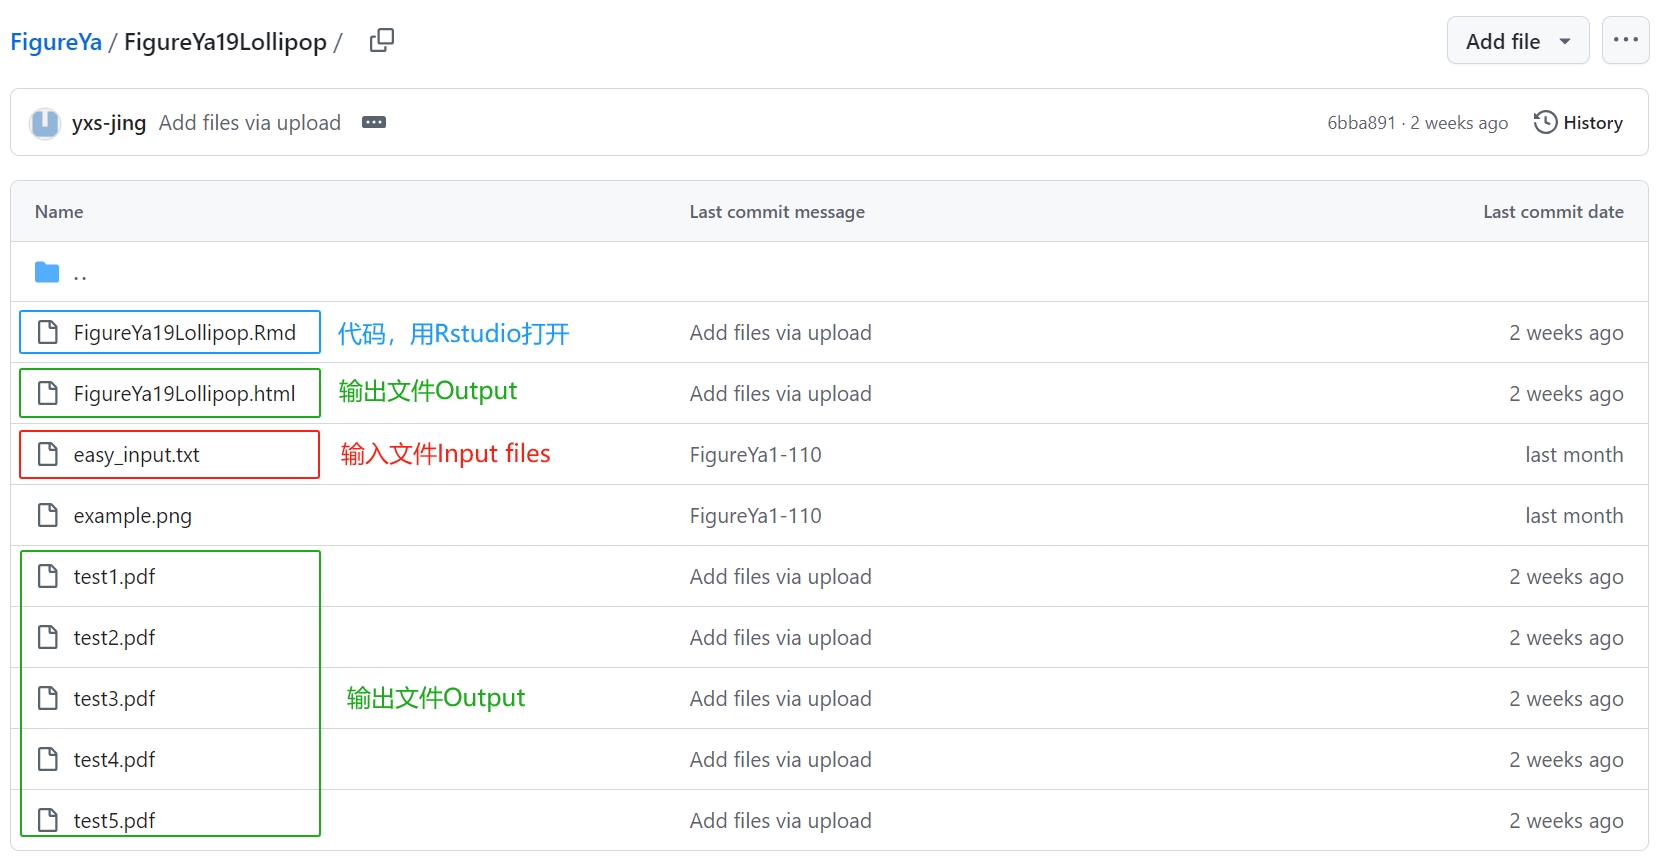 FigureYa / FigureYa19Lollipop /
Add file
yxs-jing Add files via upload
6bba891 · 2 weeks ago
History
Name Last commit message Last commit date
..
FigureYa19Lollipop.Rmd 代码，用Rstudio打开 Add files via upload 2 weeks ago
FigureYa19Lollipop.html 输出文件Output Add files via upload 2 weeks ago
easy_input.txt 输入文件Input files FigureYa1-110 last month
example.png FigureYa1-110 last month
test1.pdf Add files via upload 2 weeks ago
test2.pdf Add files via upload 2 weeks ago
test3.pdf 输出文件Output Add files via upload 2 weeks ago
test4.pdf Add files via upload 2 weeks ago
test5.pdf Add files via upload 2 weeks ago